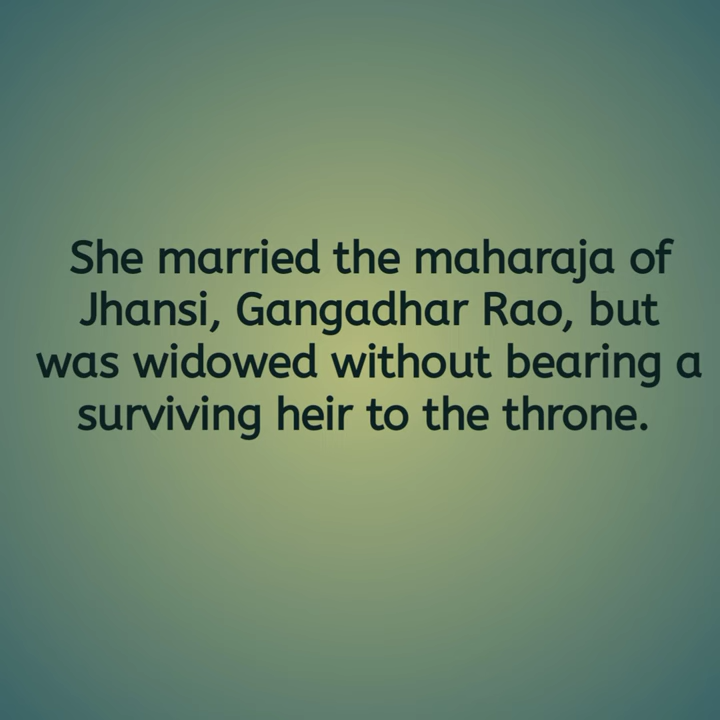 She married the maharaja of
Jhansi, Gangadhar Rao, but
was widowed without bearing a
surviving heir to the throne.